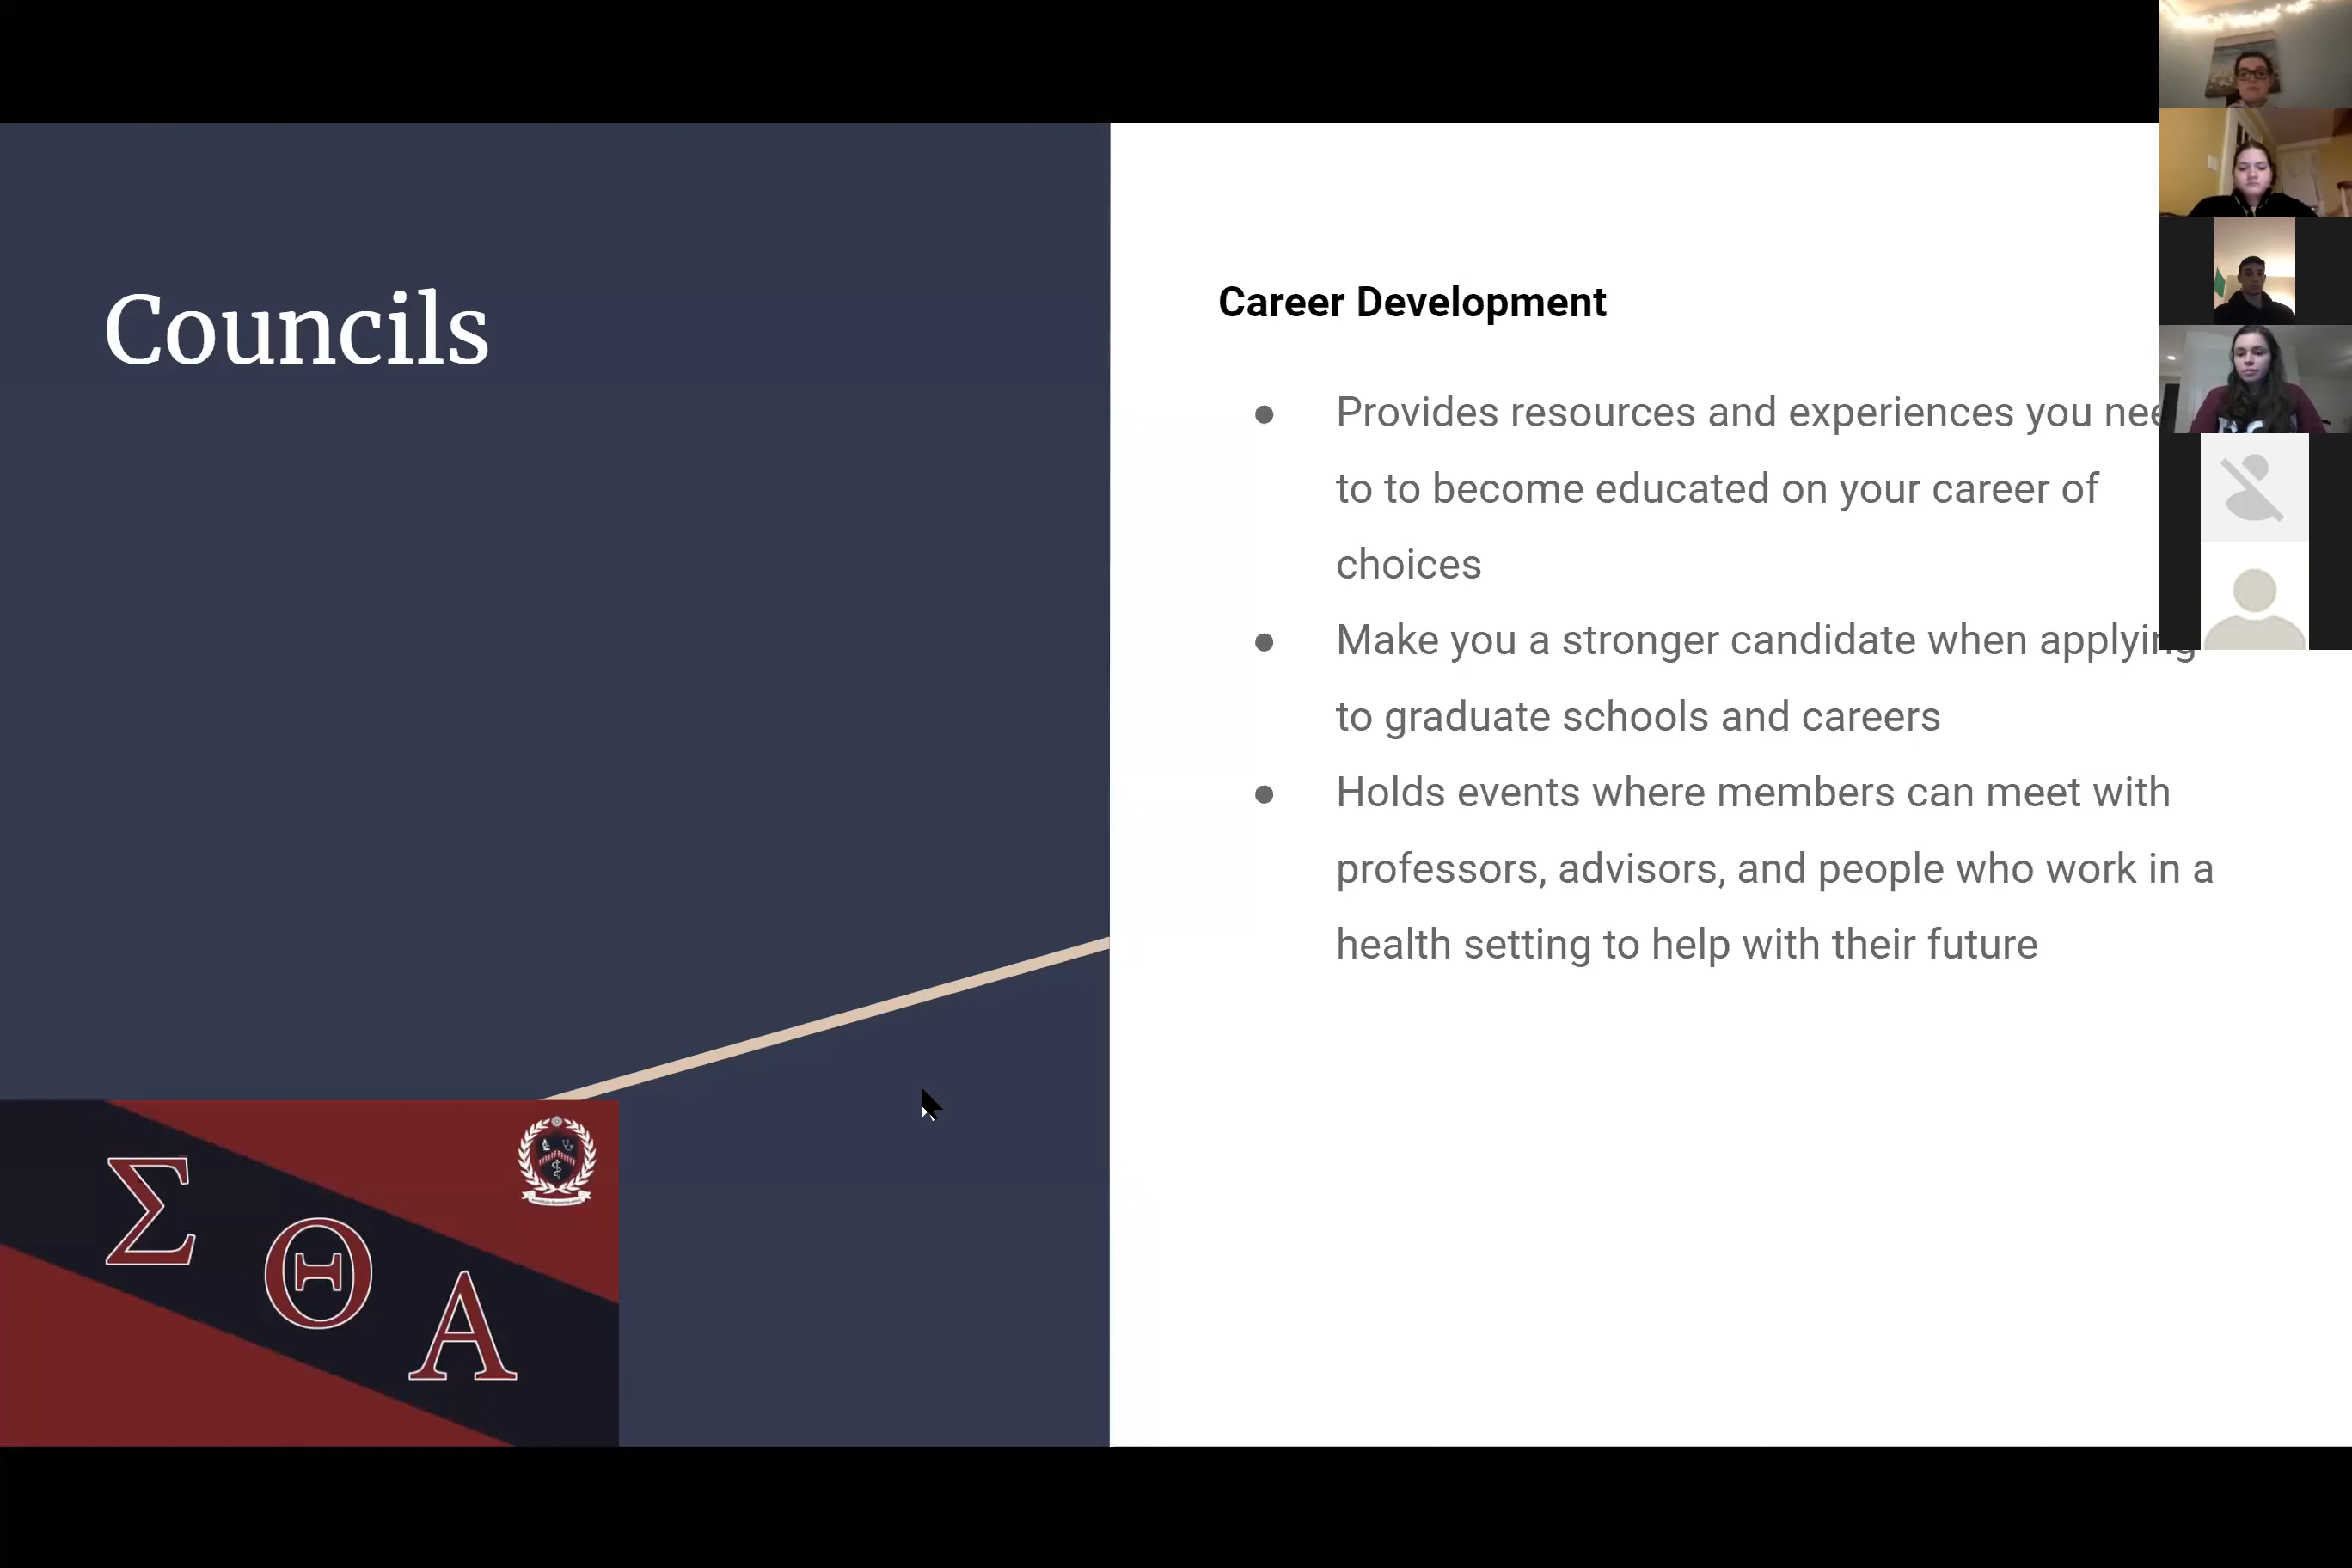 Councils
Career Development
● Provides resources and experiences you nee
to to become educated on your career of
choices
● Make you a stronger candidate when applying
to graduate schools and careers
● Holds events where members can meet with
professors, advisors, and people who work in a
health setting to help with their future
Σ Θ Α